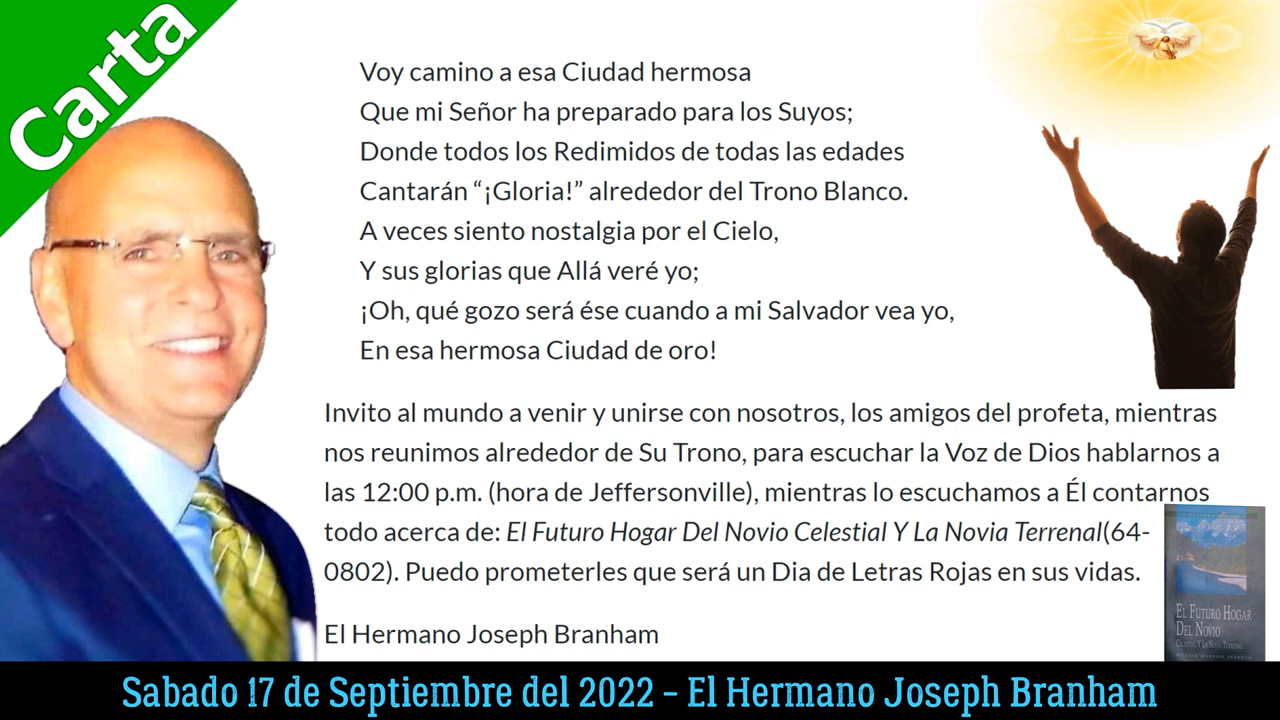 Carta
Voy camino a esa Ciudad hermosa
Que mi Señor ha preparado para los Suyos;
Donde todos los Redimidos de todas las edades
Cantarán “¡Gloria!” alrededor del Trono Blanco.
A veces siento nostalgia por el Cielo,
Y sus glorias que Allá veré yo;
¡Oh, qué gozo será ése cuando a mi Salvador vea yo,
En esa hermosa Ciudad de oro!
Invito al mundo a venir y unirse con nosotros, los amigos del profeta, mientras
nos reunimos alrededor de Su Trono, para escuchar la Voz de Dios hablarnos a
las 12:00 p.m. (hora de Jeffersonville), mientras lo escuchamos a Él contarnos
todo acerca de: El Futuro Hogar Del Novio Celestial Y La Novia Terrenal(64-
0802). Puedo prometerles que será un Dia de Letras Rojas en sus vidas.
El Hermano Joseph Branham
El Futuro Hogar
Del Novio
Celestial Y La Novia Terrenal
Sabado 17 de Septiembre del 2022 - El Hermano Joseph Branham